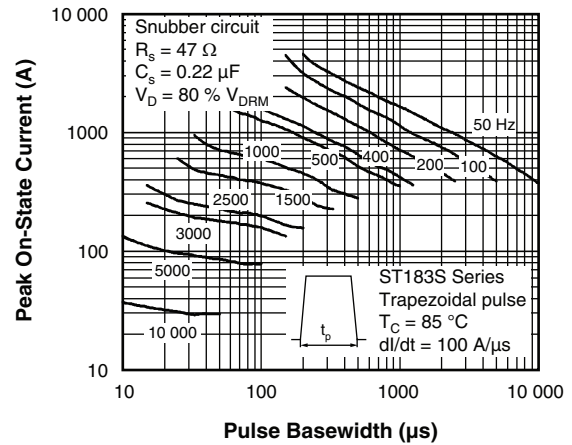 10 000
1000
100
10
Peak On-State Current (A)
Snubber circuit
Rs = 47 Ω
Cs = 0.22 µF
VD = 80 % VDRM
50 Hz
100
200
400
500
1000
1500
2500
3000
5000
10 000
ST183S Series
Trapezoidal pulse
TC = 85 °C
dI/dt = 100 A/µs
tp
10
100
1000
10 000
Pulse Basewidth (µs)